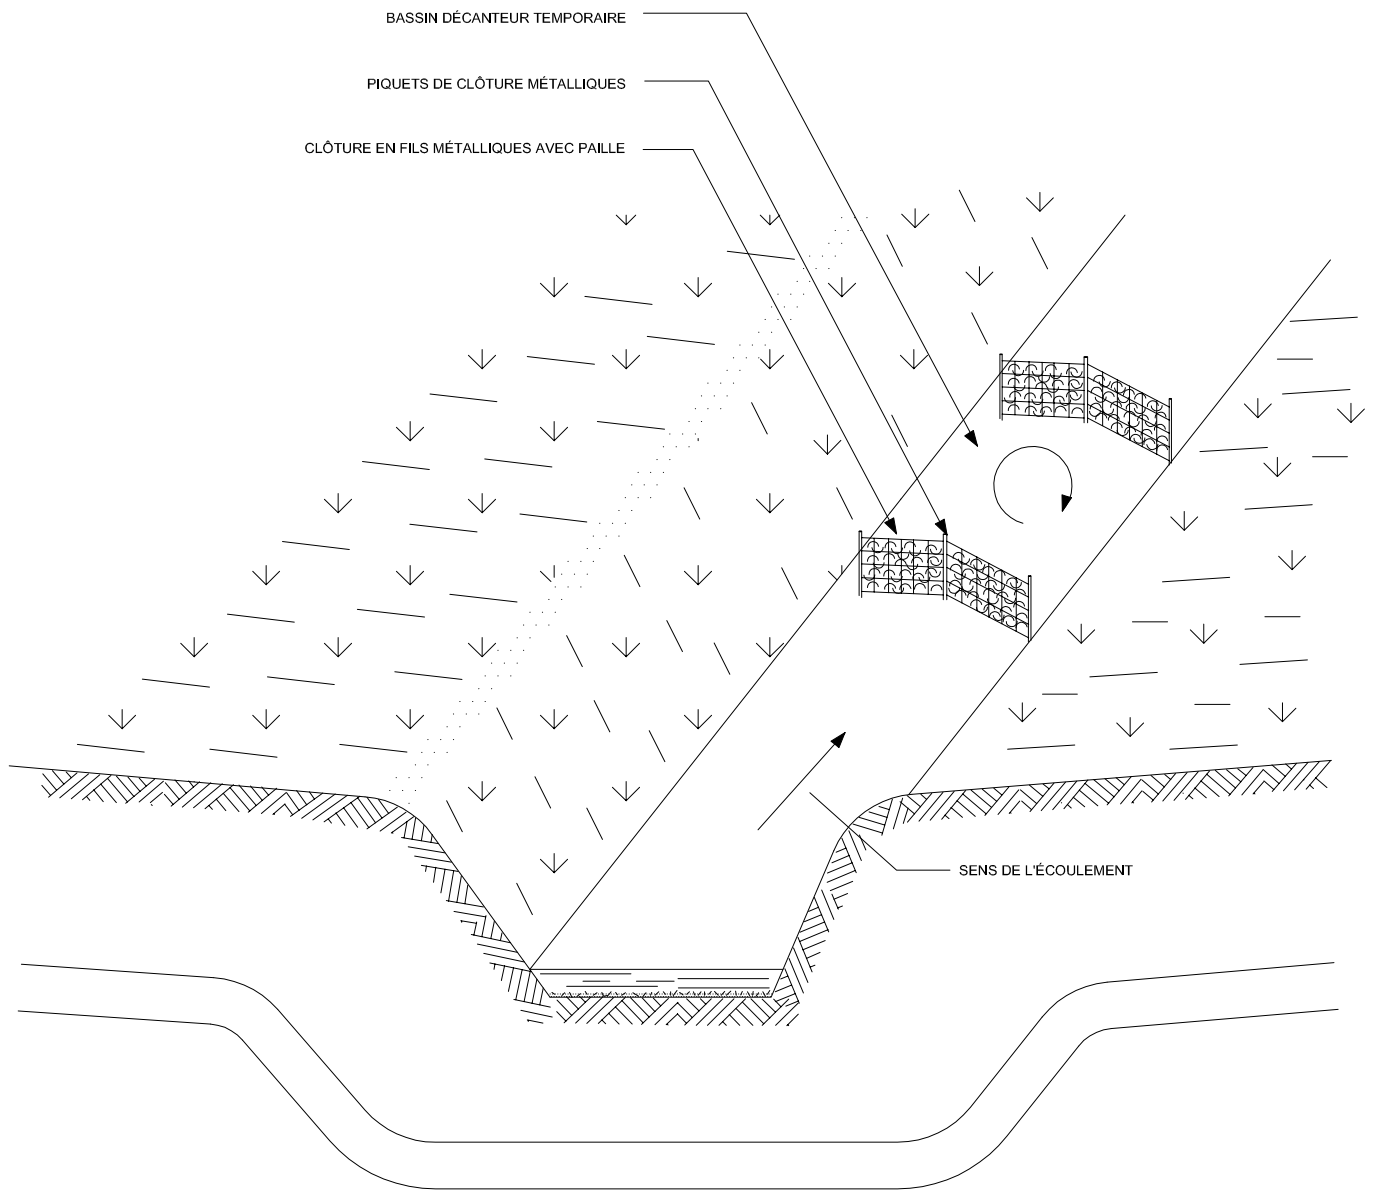 BASSIN DÉCANTEUR TEMPORAIRE
PIQUETS DE CLÔTURE MÉTALLIQUES
CLÔTURE EN FILS MÉTALLIQUES AVEC PAILLE
SENS DE L'ÉCOULEMENT